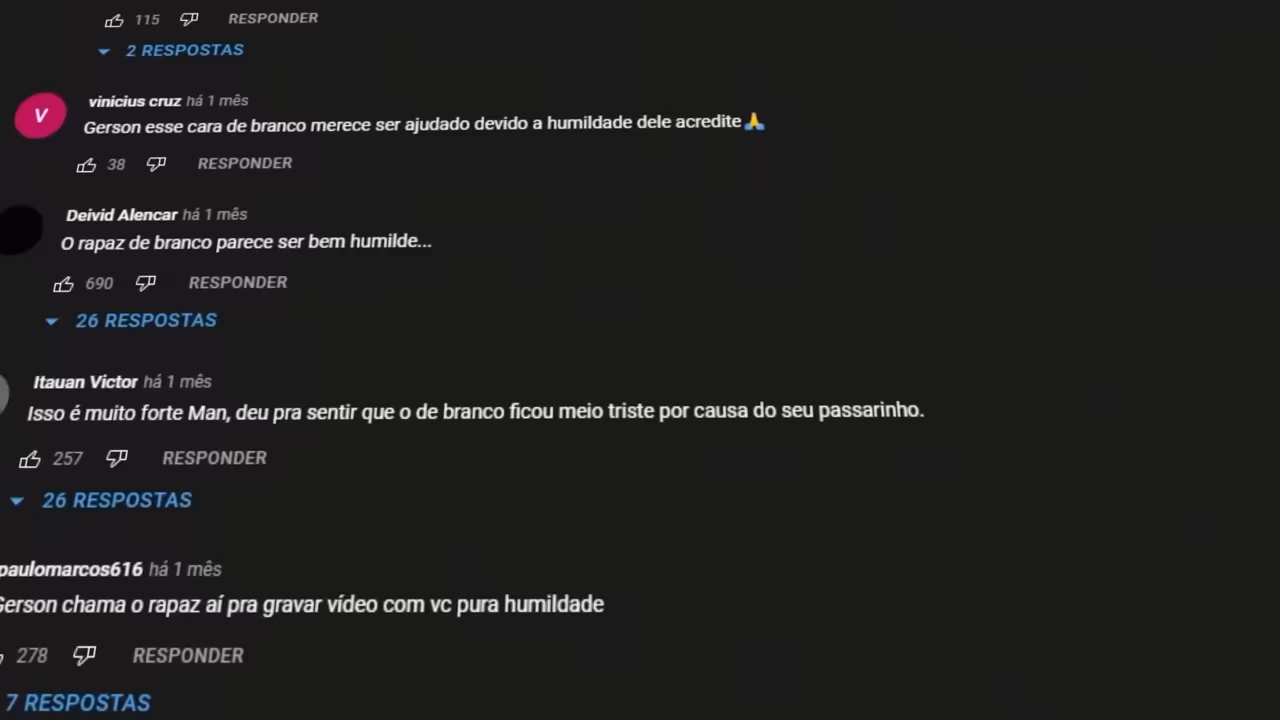 115 RESPONDER
2 RESPOSTAS
V
vinicius cruz há 1 mês
Gerson esse cara de branco merece ser ajudado devido a humildade dele acredite🙏
38 RESPONDER
Deivid Alencar há 1 mês
O rapaz de branco parece ser bem humilde...
690 RESPONDER
26 RESPOSTAS
Itauan Victor há 1 mês
Isso é muito forte Man, deu pra sentir que o de branco ficou meio triste por causa do seu passarinho.
257 RESPONDER
26 RESPOSTAS
paulomarcos616 há 1 mês
Gerson chama o rapaz aí pra gravar vídeo com vc pura humildade
278 RESPONDER
7 RESPOSTAS